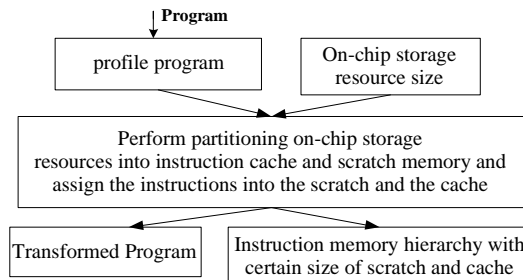 Program
profile program
On-chip storage
resource size
Perform partitioning on-chip storage
resources into instruction cache and scratch memory and
assign the instructions into the scratch and the cache
Transformed Program
Instruction memory hierarchy with
certain size of scratch and cache